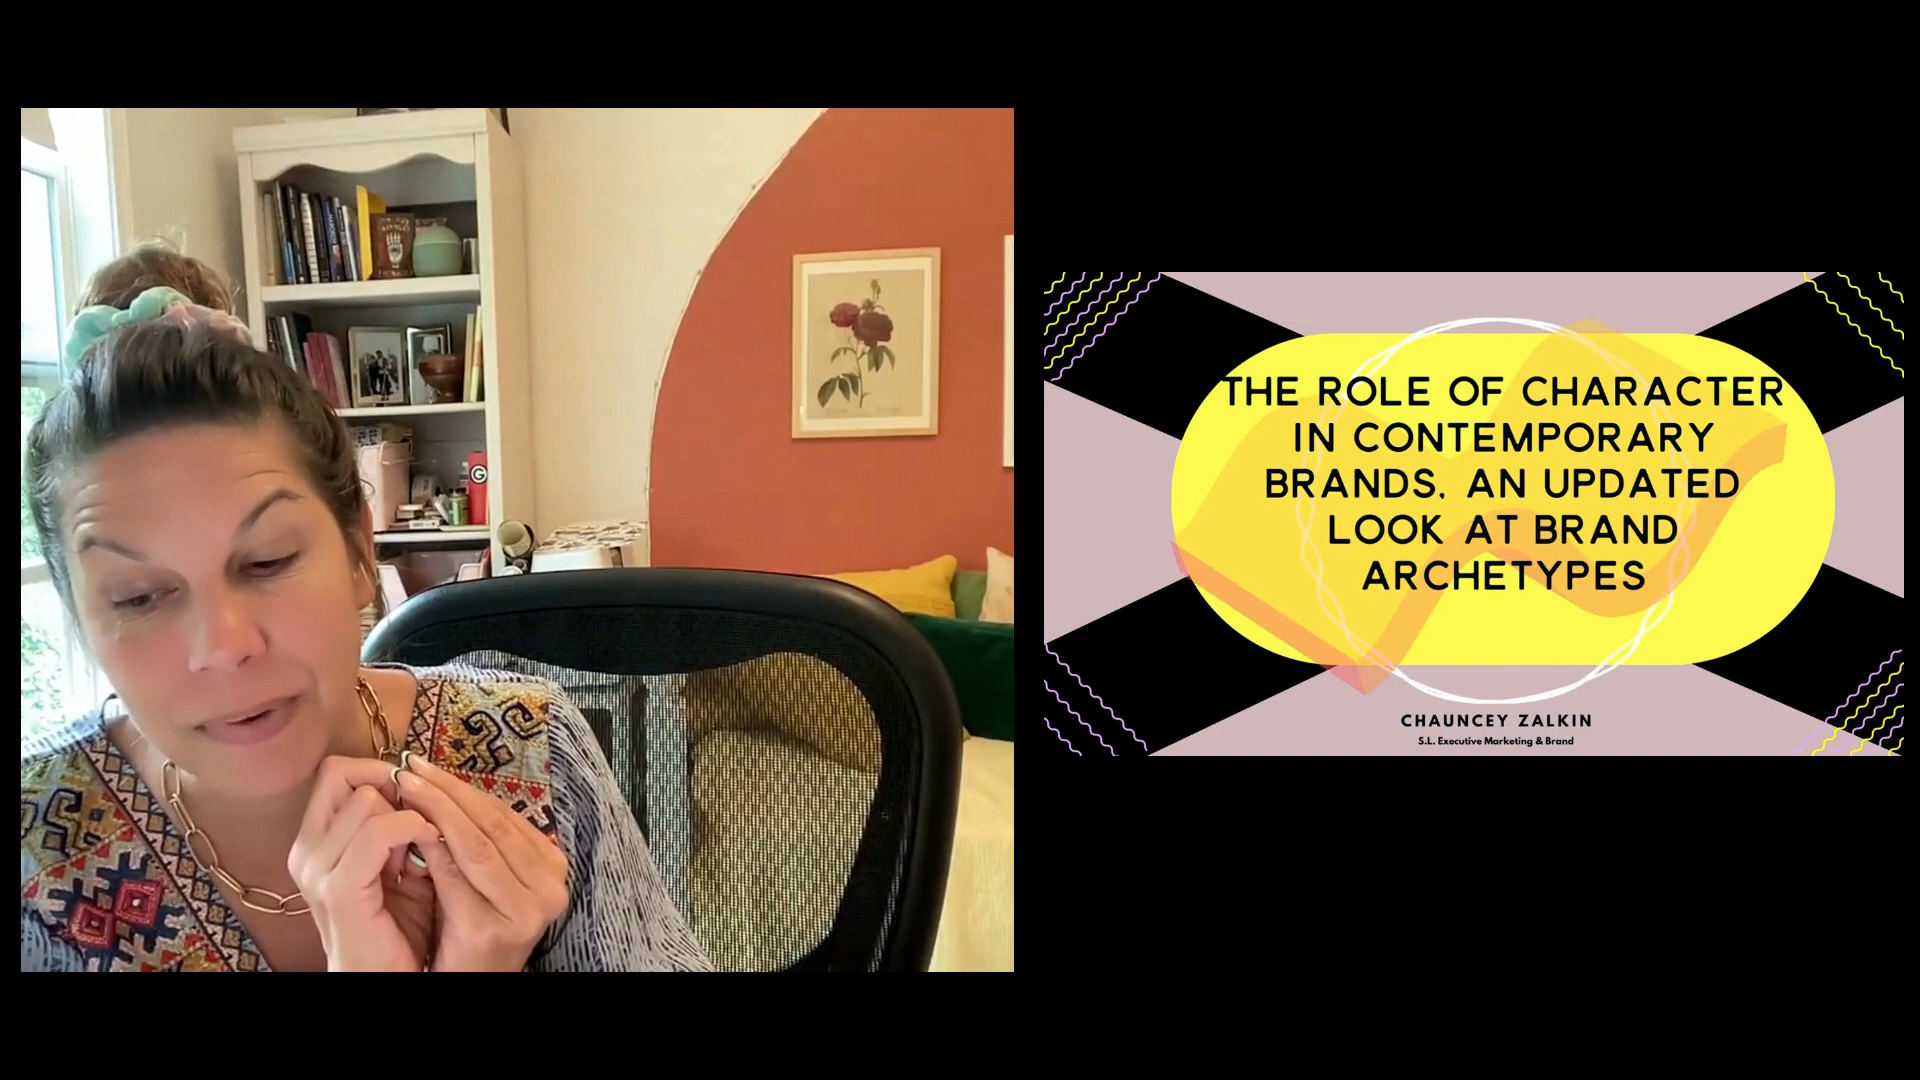 THE ROLE OF CHARACTER
IN CONTEMPORARY
BRANDS, AN UPDATED
LOOK AT BRAND
ARCHETYPES
CHAUNCEY ZALKIN
S.L. Executive Marketing & Brand
G